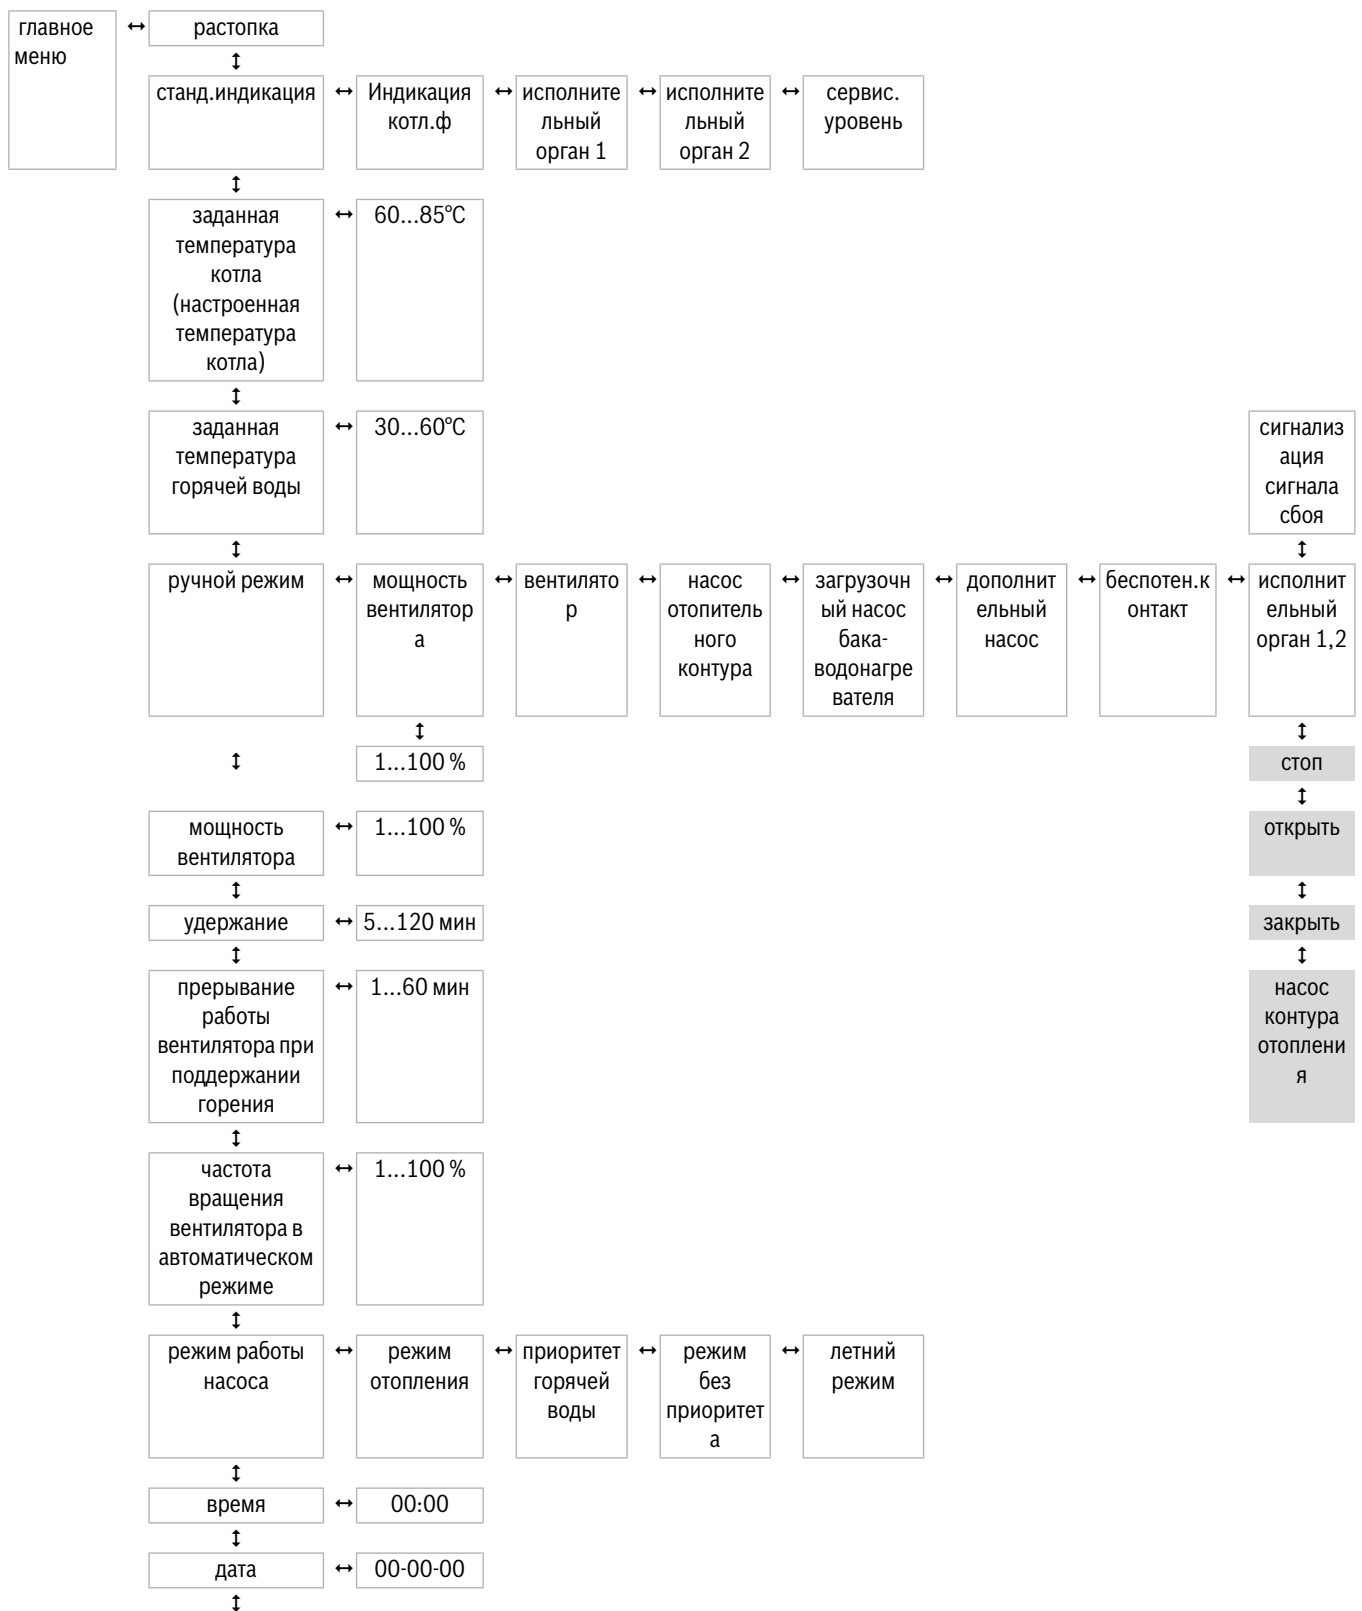 главное ↔ растопка
меню
↕
станд.индикация ↔ Индикация ↔ исполните ↔ исполните ↔ сервис.
котл.ф льный льный уровень
орган 1 орган 2
↕
заданная ↔ 60...85°C
температура
котла
(настроенная
температура
котла)
↕
заданная ↔ 30...60°C сигнализ
температура ация
горячей воды сигнала
сбоя
↕ ↕
ручной режим ↔ мощность ↔ вентилято ↔ насос ↔ загрузочн ↔ дополнит ↔ беспотен.к ↔ исполнит
вентилятор р отопитель ый насос ельный онтакт ельный
а ного бака- насос орган 1,2
контура водонагре
вателя
↕ ↕
↕ 1...100 % стоп
↕
мощность ↔ 1...100 % открыть
вентилятора
↕ ↕
удержание ↔ 5...120 мин закрыть
↕ ↕
прерывание ↔ 1...60 мин насос
работы контура
вентилятора при отоплени
поддержании я
горения
↕
частота ↔ 1...100 %
вращения
вентилятора в
автоматическом
режиме
↕
режим работы ↔ режим ↔ приоритет ↔ режим ↔ летний
насоса отопления горячей без режим
воды приоритет
а
↕
время ↔ 00:00
↕
дата ↔ 00-00-00
↕